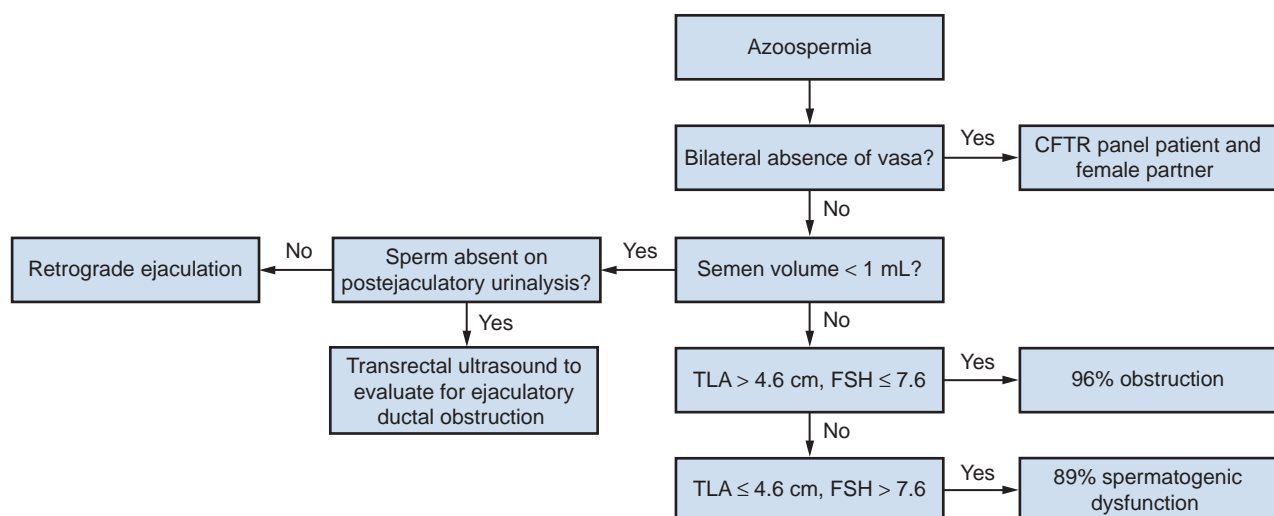 Azoospermia
Bilateral absence of vasa?
Yes
CFTR panel patient and
female partner
No
Retrograde ejaculation
No
Sperm absent on
postejaculatory urinalysis?
Yes
Semen volume < 1 mL?
Yes
Transrectal ultrasound to
evaluate for ejaculatory
ductal obstruction
No
TLA > 4.6 cm, FSH ≤ 7.6
Yes
96% obstruction
No
TLA ≤ 4.6 cm, FSH > 7.6
Yes
89% spermatogenic
dysfunction